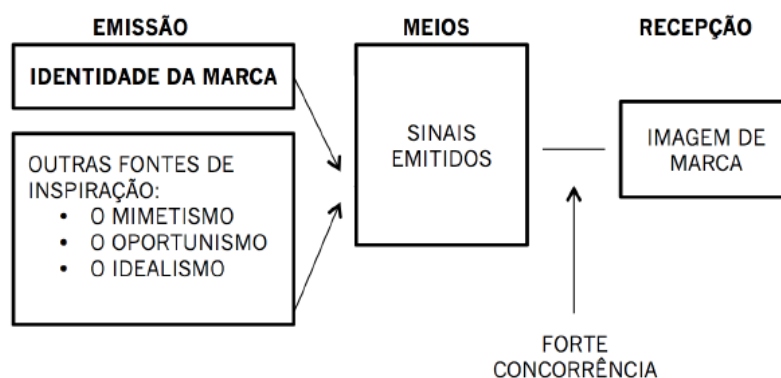 EMISSÃO
MEIOS
RECEPÇÃO
IDENTIDADE DA MARCA
OUTRAS FONTES DE
INSPIRAÇÃO:
• O MIMETISMO
• O OPORTUNISMO
• O IDEALISMO
SINAIS
EMITIDOS
IMAGEM DE
MARCA
FORTE
CONCORRÊNCIA